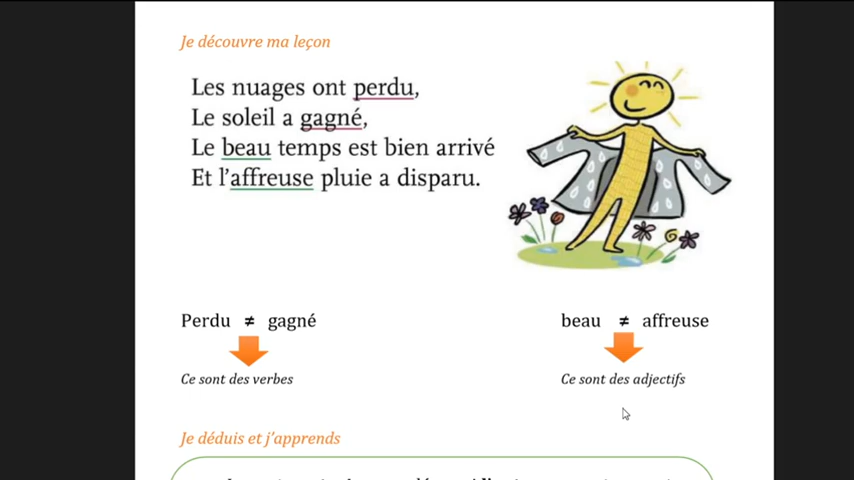 Je découvre ma leçon
Les nuages ont perdu,
Le soleil a gagné,
Le beau temps est bien arrivé
Et l’affreuse pluie a disparu.
Perdu ≠ gagné
beau ≠ affreuse
Ce sont des verbes
Ce sont des adjectifs
Je déduis et j’apprends